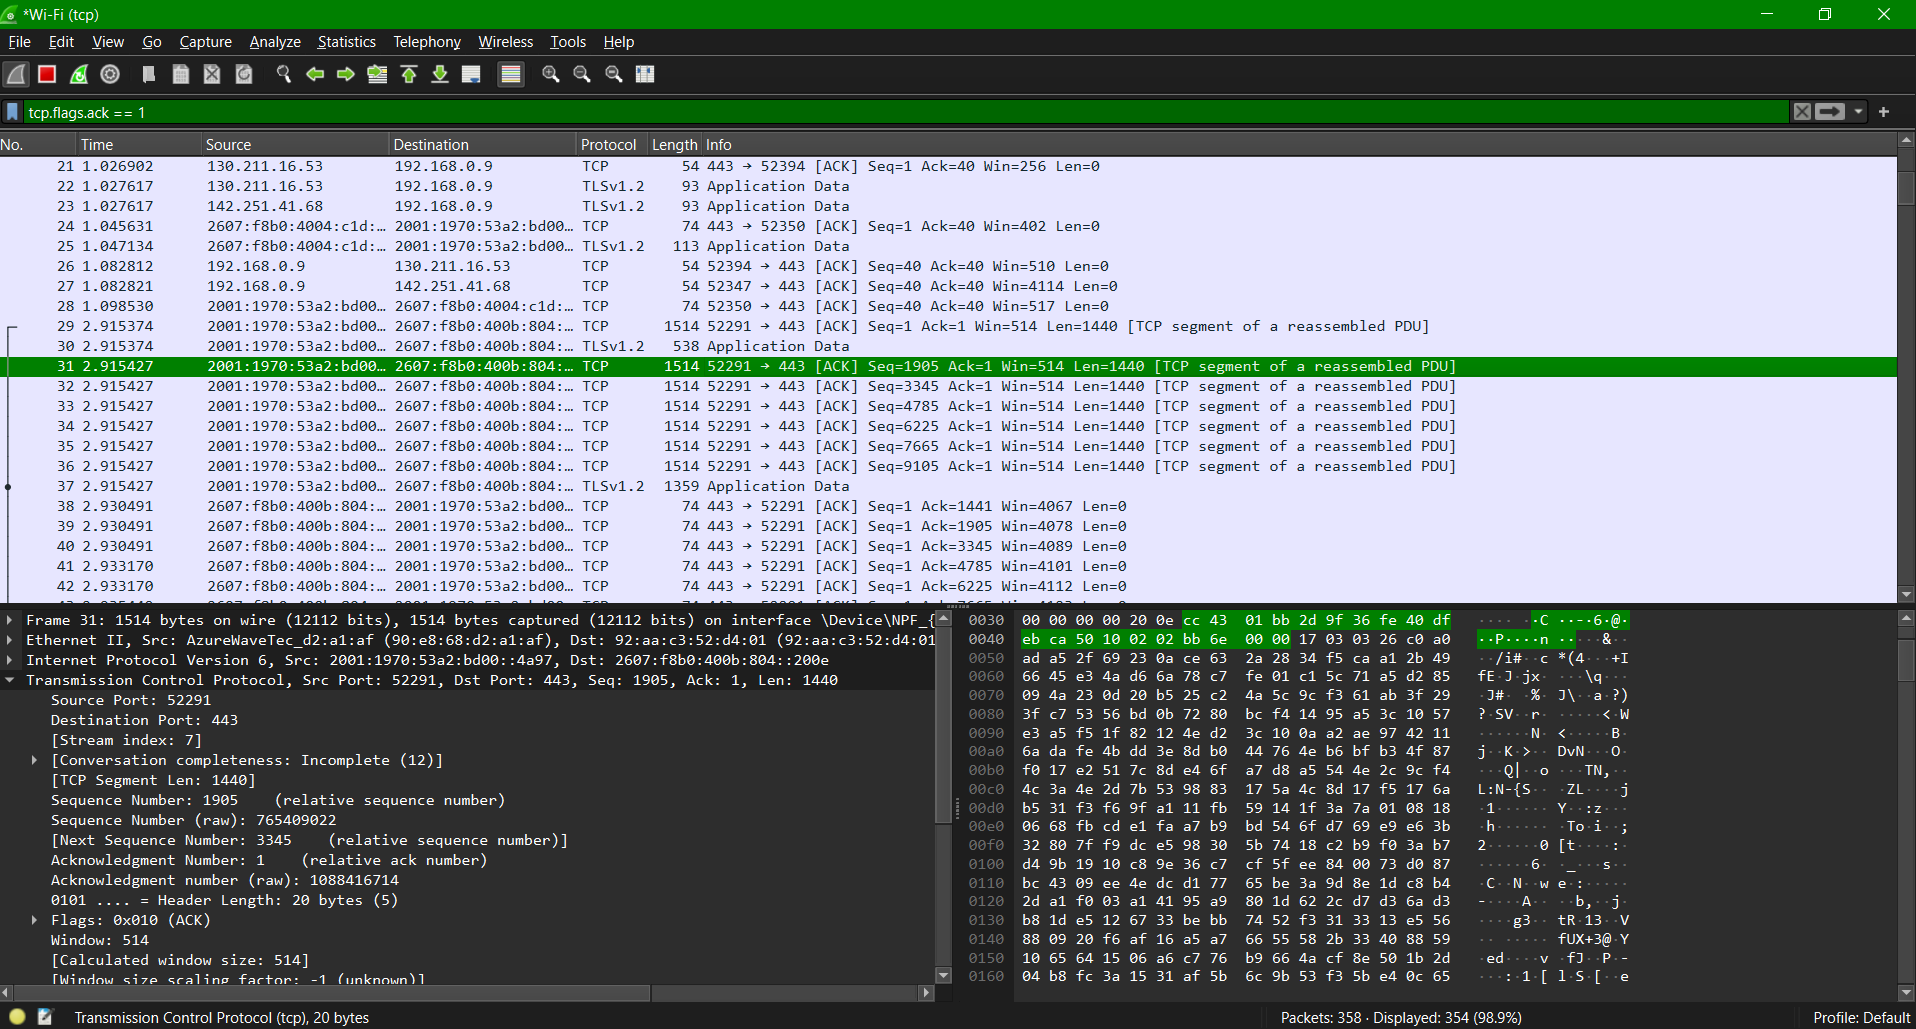 *Wi-Fi (tcp)
File Edit View Go Capture Analyze Statistics Telephony Wireless Tools Help
tcp.flags.ack == 1
No. Time Source Destination Protocol Length Info
21 1.026902 130.211.16.53 192.168.0.9 TCP 54 443 → 52394 [ACK] Seq=1 Ack=40 Win=256 Len=0
22 1.027617 130.211.16.53 192.168.0.9 TLSv1.2 93 Application Data
23 1.027617 142.251.41.68 192.168.0.9 TLSv1.2 93 Application Data
24 1.045631 2607:f8b0:4004:c1d:… 2001:1970:53a2:bd00… TCP 74 443 → 52350 [ACK] Seq=1 Ack=40 Win=402 Len=0
25 1.047134 2607:f8b0:4004:c1d:… 2001:1970:53a2:bd00… TLSv1.2 113 Application Data
26 1.082812 192.168.0.9 130.211.16.53 TCP 54 52394 → 443 [ACK] Seq=40 Ack=40 Win=510 Len=0
27 1.082821 192.168.0.9 142.251.41.68 TCP 54 52347 → 443 [ACK] Seq=40 Ack=40 Win=4114 Len=0
28 1.098530 2001:1970:53a2:bd00… 2607:f8b0:4004:c1d:… TCP 74 52350 → 443 [ACK] Seq=40 Ack=40 Win=517 Len=0
29 2.915374 2001:1970:53a2:bd00… 2607:f8b0:400b:804:… TCP 1514 52291 → 443 [ACK] Seq=1 Ack=1 Win=514 Len=1440 [TCP segment of a reassembled PDU]
30 2.915374 2001:1970:53a2:bd00… 2607:f8b0:400b:804:… TLSv1.2 538 Application Data
31 2.915427 2001:1970:53a2:bd00… 2607:f8b0:400b:804:… TCP 1514 52291 → 443 [ACK] Seq=1905 Ack=1 Win=514 Len=1440 [TCP segment of a reassembled PDU]
32 2.915427 2001:1970:53a2:bd00… 2607:f8b0:400b:804:… TCP 1514 52291 → 443 [ACK] Seq=3345 Ack=1 Win=514 Len=1440 [TCP segment of a reassembled PDU]
33 2.915427 2001:1970:53a2:bd00… 2607:f8b0:400b:804:… TCP 1514 52291 → 443 [ACK] Seq=4785 Ack=1 Win=514 Len=1440 [TCP segment of a reassembled PDU]
34 2.915427 2001:1970:53a2:bd00… 2607:f8b0:400b:804:… TCP 1514 52291 → 443 [ACK] Seq=6225 Ack=1 Win=514 Len=1440 [TCP segment of a reassembled PDU]
35 2.915427 2001:1970:53a2:bd00… 2607:f8b0:400b:804:… TCP 1514 52291 → 443 [ACK] Seq=7665 Ack=1 Win=514 Len=1440 [TCP segment of a reassembled PDU]
36 2.915427 2001:1970:53a2:bd00… 2607:f8b0:400b:804:… TCP 1514 52291 → 443 [ACK] Seq=9105 Ack=1 Win=514 Len=1440 [TCP segment of a reassembled PDU]
37 2.915427 2001:1970:53a2:bd00… 2607:f8b0:400b:804:… TLSv1.2 1359 Application Data
38 2.930491 2607:f8b0:400b:804:… 2001:1970:53a2:bd00… TCP 74 443 → 52291 [ACK] Seq=1 Ack=1441 Win=4067 Len=0
39 2.930491 2607:f8b0:400b:804:… 2001:1970:53a2:bd00… TCP 74 443 → 52291 [ACK] Seq=1 Ack=1905 Win=4078 Len=0
40 2.930491 2607:f8b0:400b:804:… 2001:1970:53a2:bd00… TCP 74 443 → 52291 [ACK] Seq=1 Ack=3345 Win=4089 Len=0
41 2.933170 2607:f8b0:400b:804:… 2001:1970:53a2:bd00… TCP 74 443 → 52291 [ACK] Seq=1 Ack=4785 Win=4101 Len=0
42 2.933170 2607:f8b0:400b:804:… 2001:1970:53a2:bd00… TCP 74 443 → 52291 [ACK] Seq=1 Ack=6225 Win=4112 Len=0
Frame 31: 1514 bytes on wire (12112 bits), 1514 bytes captured (12112 bits) on interface \Device\NPF_{
Ethernet II, Src: AzureWaveTec_d2:a1:af (90:e8:68:d2:a1:af), Dst: 92:aa:c3:52:d4:01 (92:aa:c3:52:d4:01
Internet Protocol Version 6, Src: 2001:1970:53a2:bd00::4a97, Dst: 2607:f8b0:400b:804::200e
Transmission Control Protocol, Src Port: 52291, Dst Port: 443, Seq: 1905, Ack: 1, Len: 1440
Source Port: 52291
Destination Port: 443
[Stream index: 7]
[Conversation completeness: Incomplete (12)]
[TCP Segment Len: 1440]
Sequence Number: 1905 (relative sequence number)
Sequence Number (raw): 765409022
[Next Sequence Number: 3345 (relative sequence number)]
Acknowledgment Number: 1 (relative ack number)
Acknowledgment number (raw): 1088416714
0101 .... = Header Length: 20 bytes (5)
Flags: 0x010 (ACK)
Window: 514
[Calculated window size: 514]
[Window size scaling factor: -1 (unknown)]
0030 00 00 00 00 20 0e cc 43 01 bb 2d 9f 36 fe 40 df ···· ·C ··-·6·@·
0040 eb ca 50 10 02 02 bb 6e 00 00 17 03 03 26 c0 a0 ··P····n ·····&··
0050 ad a5 2f 69 23 0a ce 63 2a 28 34 f5 ca a1 2b 49 ··/i#··c *(4···+I
0060 66 45 e3 4a d6 6a 78 c7 fe 01 c1 5c 71 a5 d2 85 fE·J·jx· ···\q···
0070 09 4a 23 0d 20 b5 25 c2 4a 5c 9c f3 61 ab 3f 29 ·J#· ·%· J\··a·?)
0080 3f c7 53 56 bd 0b 72 80 bc f4 14 95 a5 3c 10 57 ?·SV··r· ·····<·W
0090 e3 a5 f5 1f 82 12 4e d2 3c 10 0a a2 ae 97 42 11 ······N· <·····B·
00a0 6a da fe 4b dd 3e 8d b0 44 76 4e b6 bf b3 4f 87 j··K·>·· DvN···O·
00b0 f0 17 e2 51 7c 8d e4 6f a7 d8 a5 54 4e 2c 9c f4 ···Q|··o ···TN,··
00c0 4c 3a 4e 2d 7b 53 98 83 17 5a 4c 8d 17 f5 17 6a L:N-{S·· ·ZL····j
00d0 b5 31 f3 f6 9f a1 11 fb 59 14 1f 3a 7a 01 08 18 ·1······ Y··:z···
00e0 06 68 fb cd e1 fa a7 b9 bd 54 6f d7 69 e9 e6 3b ·h······ ·To·i··;
00f0 32 80 7f f9 dc e5 98 30 5b 74 18 c2 b9 f0 3a b7 2······0 [t····:·
0100 d4 9b 19 10 c8 9e 36 c7 cf 5f ee 84 00 73 d0 87 ······6· ·_···s··
0110 bc 43 09 ee 4e dc d1 77 65 be 3a 9d 8e 1d c8 b4 ·C··N··w e·:·····
0120 2d a1 f0 03 a1 41 95 a9 80 1d 62 2c d7 d3 6a d3 -····A·· ··b,··j·
0130 b8 1d e5 12 67 33 be bb 74 52 f3 31 33 13 e5 56 ····g3·· tR·13··V
0140 88 09 20 f6 af 16 a5 a7 66 55 58 2b 33 40 88 59 ·· ····· fUX+3@·Y
0150 10 65 64 15 06 a6 c7 76 b9 66 4a cf 8e 50 1b 2d ·ed····v ·fJ··P·-
0160 04 b8 fc 3a 15 31 af 5b 6c 9b 53 f3 5b e4 0c 65 ···:·1·[ l·S·[··e
Transmission Control Protocol (tcp), 20 bytes
Packets: 358 · Displayed: 354 (98.9%)
Profile: Default